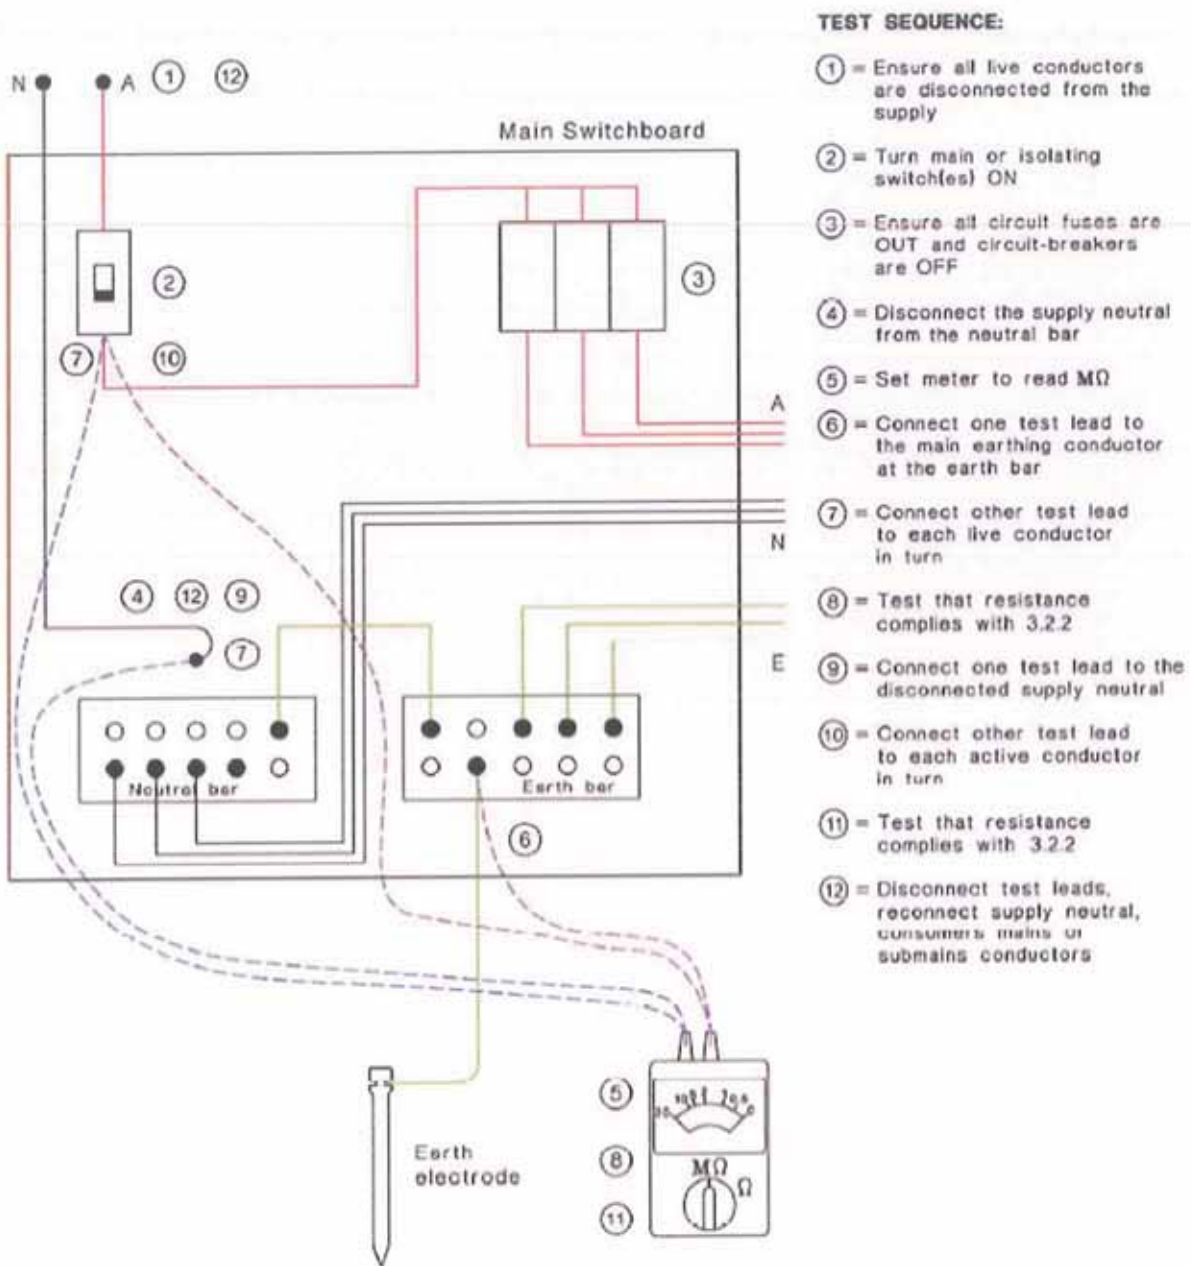 TEST SEQUENCE:
① = Ensure all live conductors
are disconnected from the
supply
② = Turn main or isolating
switch(es) ON
③ = Ensure all circuit fuses are
OUT and circuit-breakers
are OFF
④ = Disconnect the supply neutral
from the neutral bar
⑤ = Set meter to read MΩ
⑥ = Connect one test lead to
the main earthing conductor
at the earth bar
⑦ = Connect other test lead
to each live conductor
in turn
⑧ = Test that resistance
complies with 3.2.2
⑨ = Connect one test lead to the
disconnected supply neutral
⑩ = Connect other test lead
to each active conductor
in turn
⑪ = Test that resistance
complies with 3.2.2
⑫ = Disconnect test leads,
reconnect supply neutral,
consumers mains or
submains conductors
N A ① ⑫
Main Switchboard
②
③
⑦ ⑩
A
N
④ ⑫ ⑨
⑦
E
Neutral bar
Earth bar
⑥
⑤
Earth
electrode
⑧
MΩ
Ω
⑪